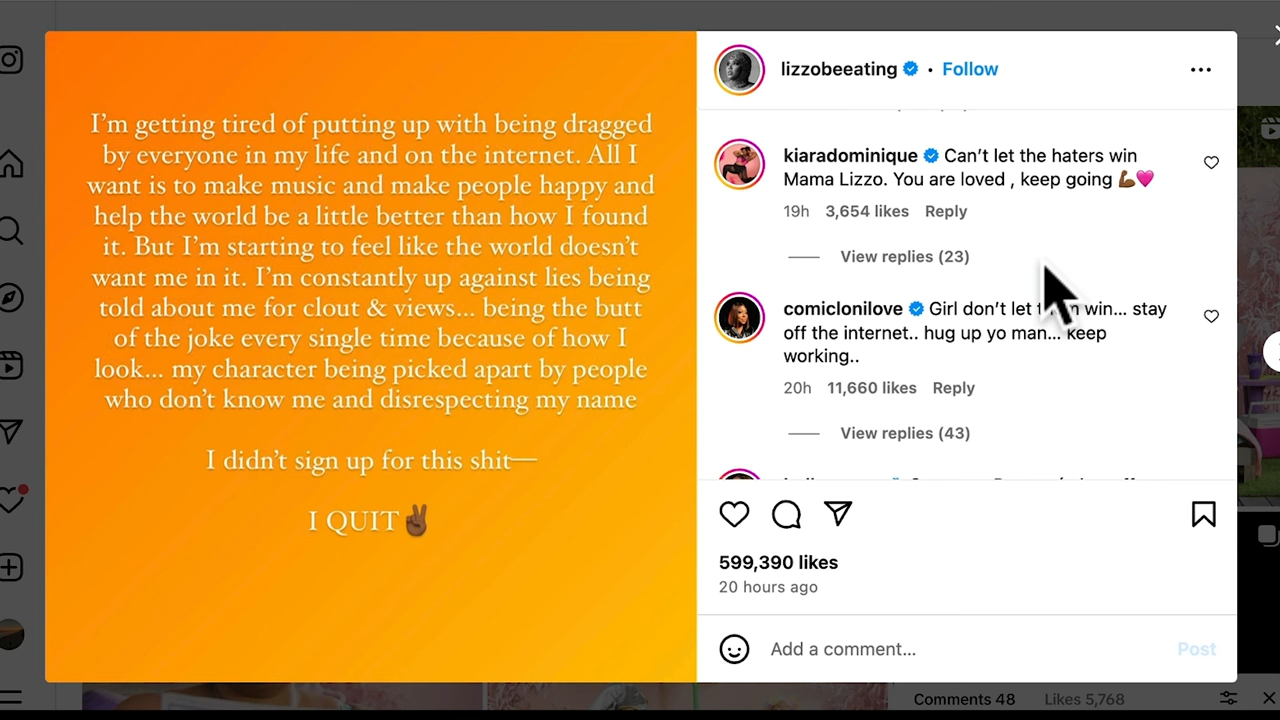 I'm getting tired of putting up with being dragged
by everyone in my life and on the internet. All I
want is to make music and make people happy and
help the world be a little better than how I found
it. But I'm starting to feel like the world doesn't
want me in it. I'm constantly up against lies being
told about me for clout & views... being the butt
of the joke every single time because of how I
look... my character being picked apart by people
who don't know me and disrespecting my name
I didn't sign up for this shit—
I QUIT✌🏾
lizzobeeating • Follow
kiaradominique Can't let the haters win
Mama Lizzo. You are loved , keep going 💪🏾💗
19h 3,654 likes Reply
View replies (23)
comiclonilove Girl don't let win... stay
off the internet.. hug up yo man... keep
working..
20h 11,660 likes Reply
View replies (43)
599,390 likes
20 hours ago
Add a comment...
Post
Comments 48 Likes 5,768